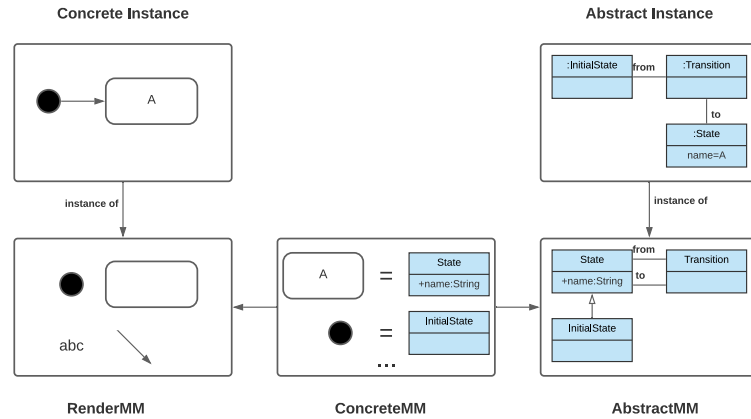 Concrete Instance
Abstract Instance
A
:InitialState
from
:Transition
to
:State
name=A
instance of
instance of
abc
A
=
State
+name:String
=
InitialState
...
State
+name:String
from
to
Transition
InitialState
RenderMM
ConcreteMM
AbstractMM